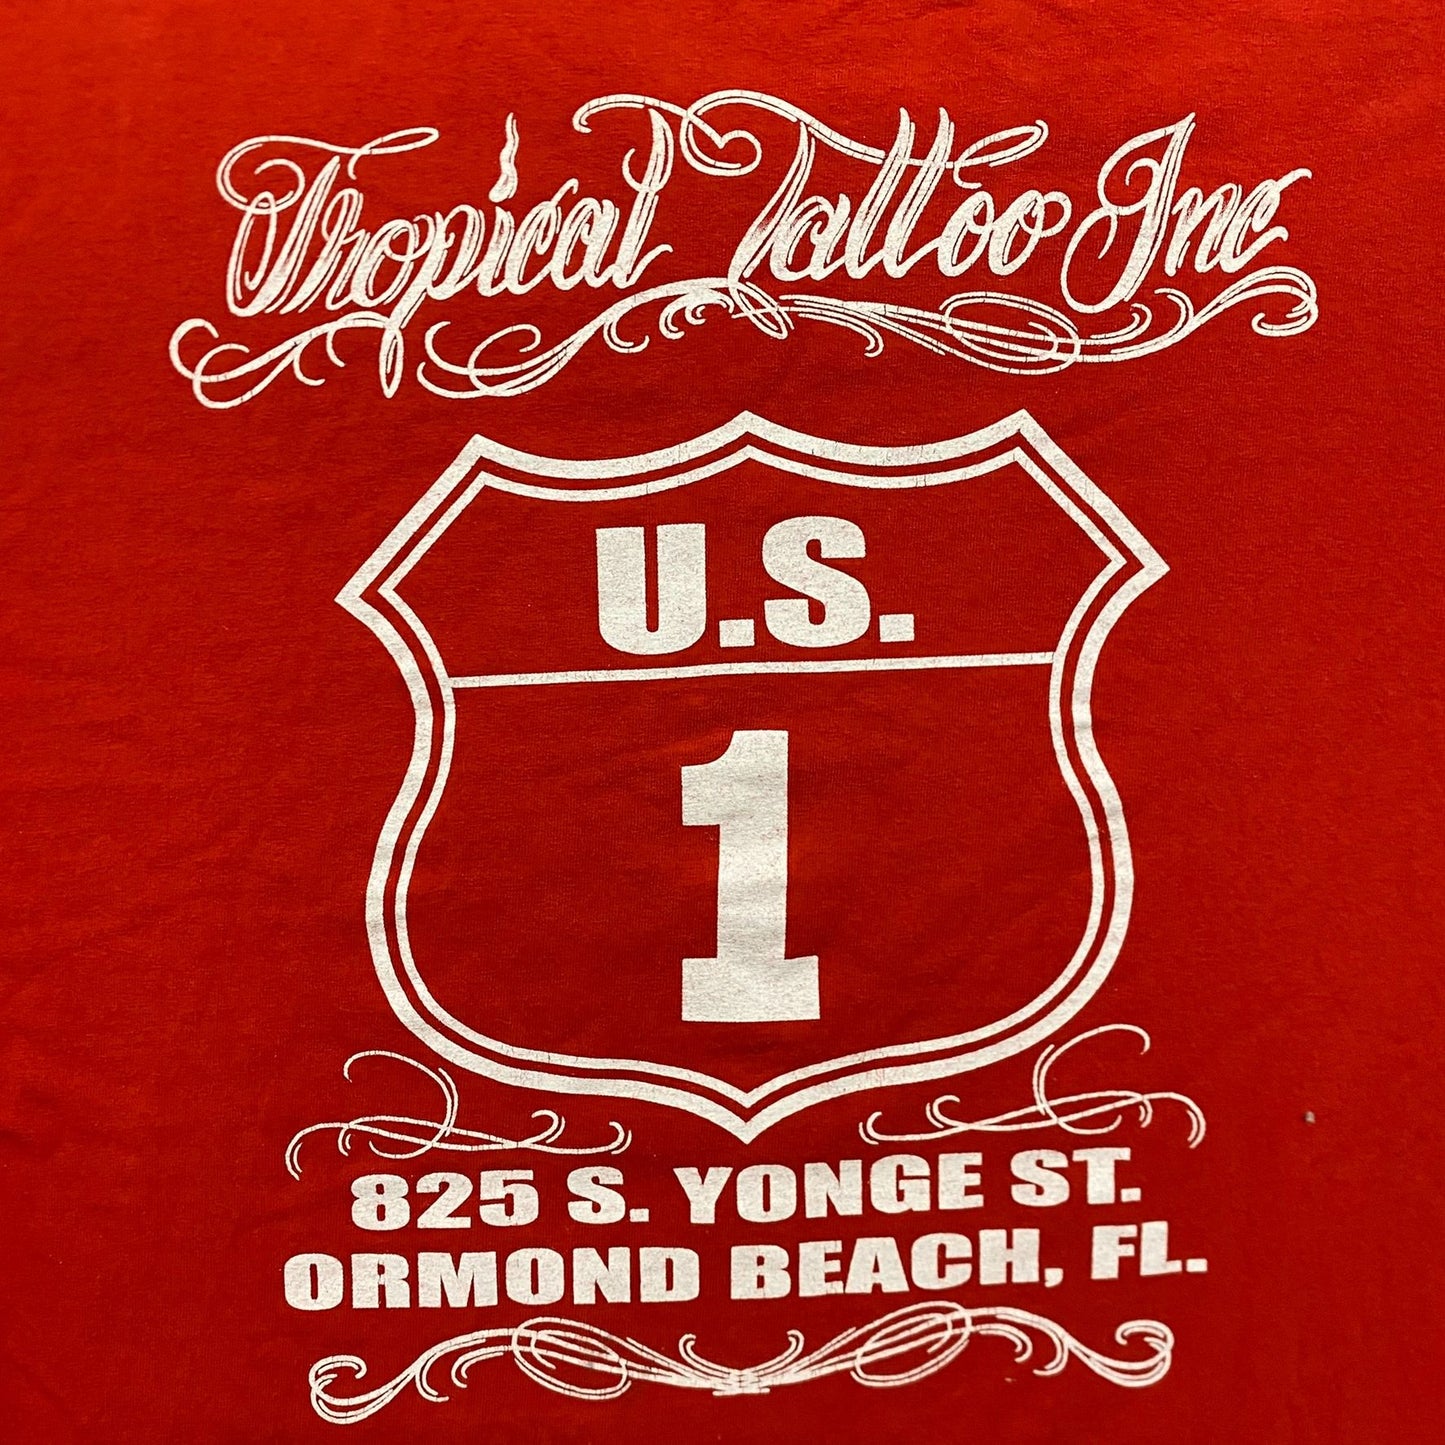 Tropical Tattoo Inc
U.S.
1
825 S. YONGE ST.
ORMOND BEACH, FL.